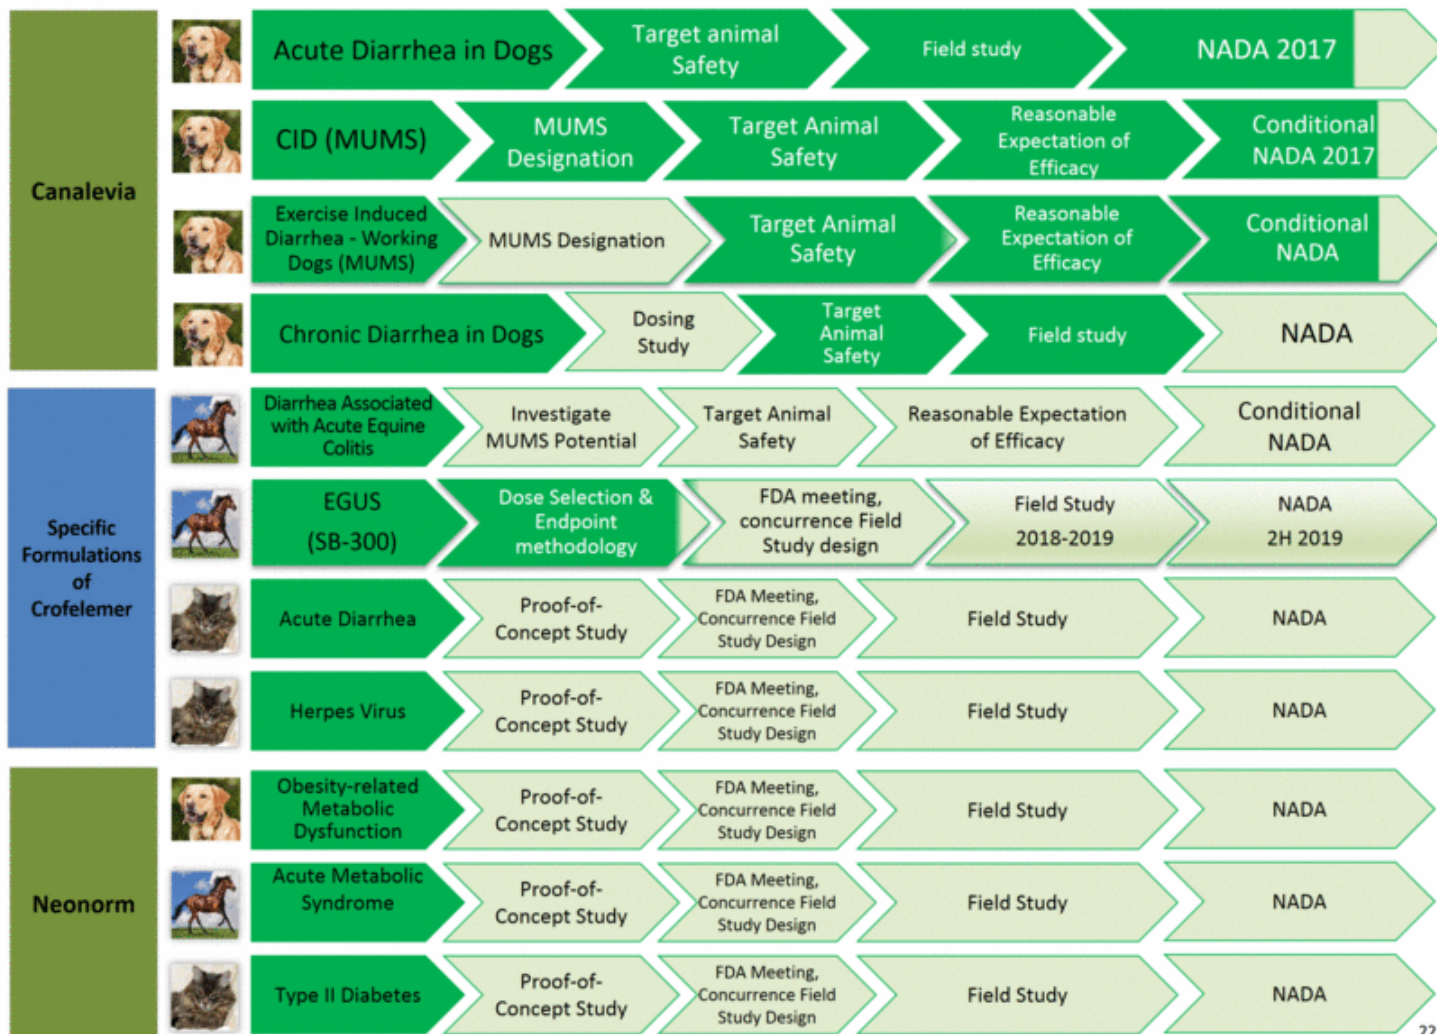 Canalevia
Acute Diarrhea in Dogs
Target animal
Safety
Field study
NADA 2017
CID (MUMS)
MUMS
Designation
Target Animal
Safety
Reasonable
Expectation of
Efficacy
Conditional
NADA 2017
Exercise Induced
Diarrhea - Working
Dogs (MUMS)
MUMS Designation
Target Animal
Safety
Reasonable
Expectation of
Efficacy
Conditional
NADA
Chronic Diarrhea in Dogs
Dosing
Study
Target
Animal
Safety
Field study
NADA
Specific
Formulations
of
Crofelemer
Diarrhea Associated
with Acute Equine
Colitis
Investigate
MUMS Potential
Target Animal
Safety
Reasonable Expectation
of Efficacy
Conditional
NADA
EGUS
(SB-300)
Dose Selection &
Endpoint
methodology
FDA meeting,
concurrence Field
Study design
Field Study
2018-2019
NADA
2H 2019
Acute Diarrhea
Proof-of-
Concept Study
FDA Meeting,
Concurrence Field
Study Design
Field Study
NADA
Herpes Virus
Proof-of-
Concept Study
FDA Meeting,
Concurrence Field
Study Design
Field Study
NADA
Neonorm
Obesity-related
Metabolic
Dysfunction
Proof-of-
Concept Study
FDA Meeting,
Concurrence Field
Study Design
Field Study
NADA
Acute Metabolic
Syndrome
Proof-of-
Concept Study
FDA Meeting,
Concurrence Field
Study Design
Field Study
NADA
Type II Diabetes
Proof-of-
Concept Study
FDA Meeting,
Concurrence Field
Study Design
Field Study
NADA
22